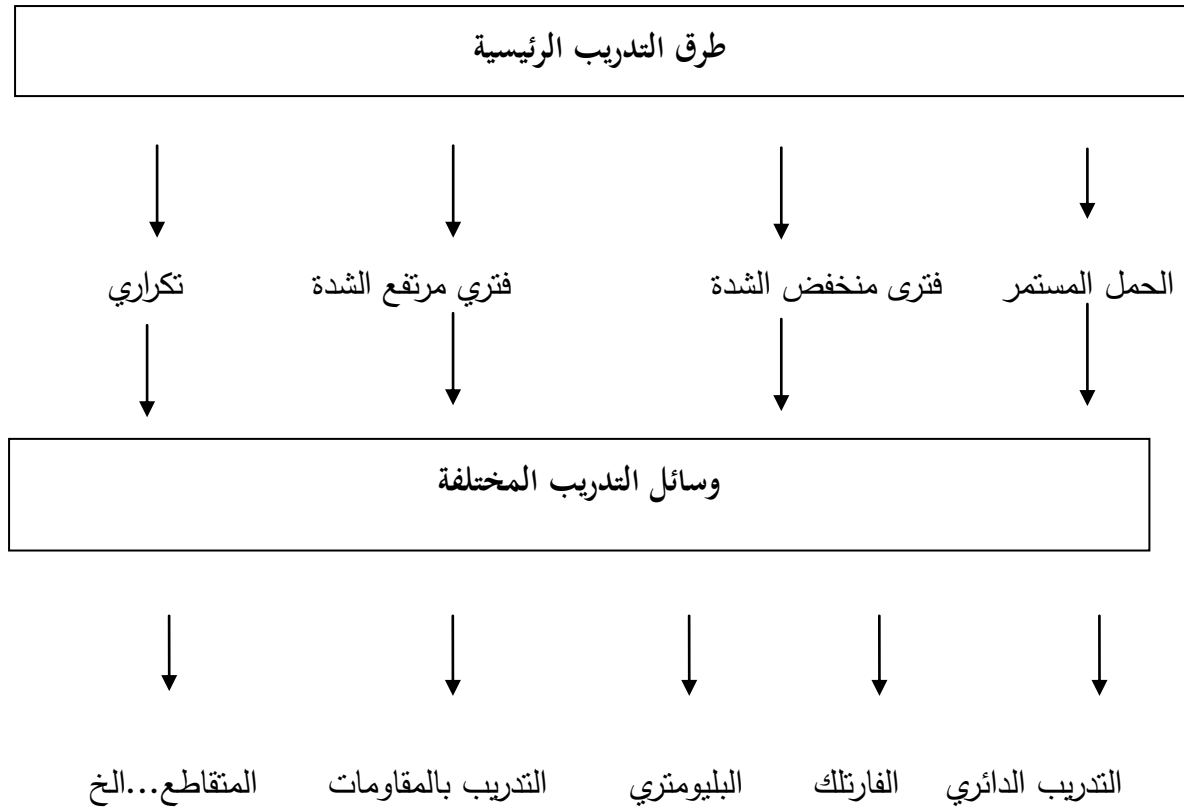 طرق التدريب الرئيسية
الحمل المستمر فترى منخفض الشدة فتري مرتفع الشدة تكراري
وسائل التدريب المختلفة
التدريب الدائري الفارتلك البليومتري التدريب بالمقاومات المتقاطع...الخ